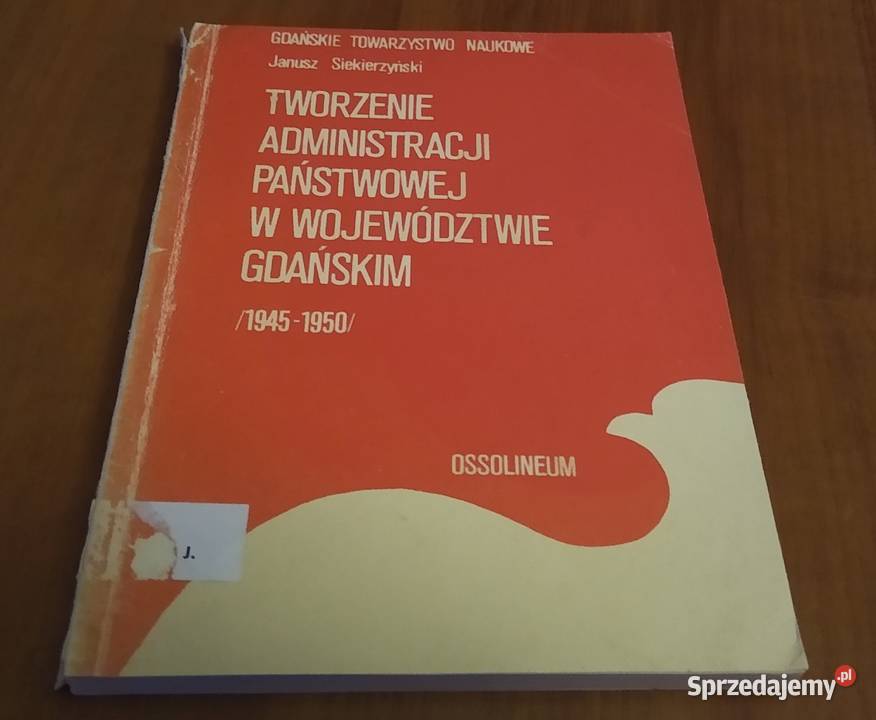 GDAŃSKIE TOWARZYSTWO NAUKOWE
Janusz Siekierzyński
TWORZENIE
ADMINISTRACJI
PAŃSTWOWEJ
W WOJEWÓDZTWIE
GDAŃSKIM
/1945-1950/
OSSOLINEUM
J.
Sprzedajemy.pl